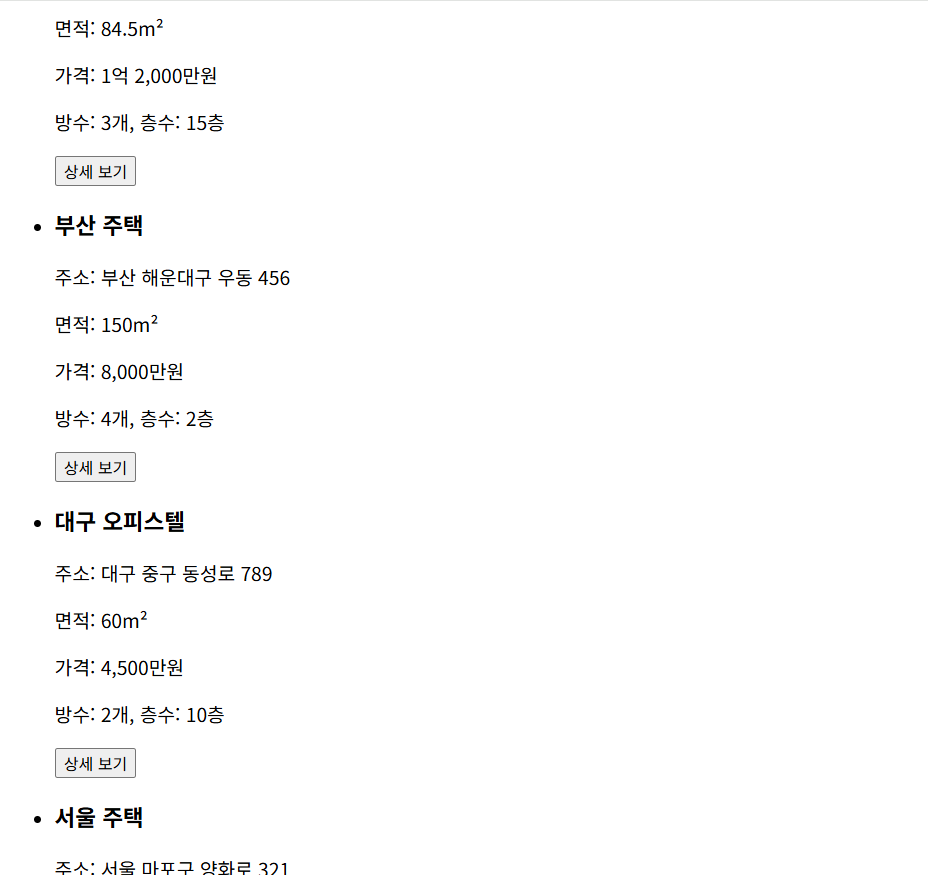 면적: 84.5m²
가격: 1억 2,000만원
방수: 3개, 층수: 15층
상세 보기
부산 주택
주소: 부산 해운대구 우동 456
면적: 150m²
가격: 8,000만원
방수: 4개, 층수: 2층
상세 보기
대구 오피스텔
주소: 대구 중구 동성로 789
면적: 60m²
가격: 4,500만원
방수: 2개, 층수: 10층
상세 보기
서울 주택
주소: 서울 마포구 양화로 321